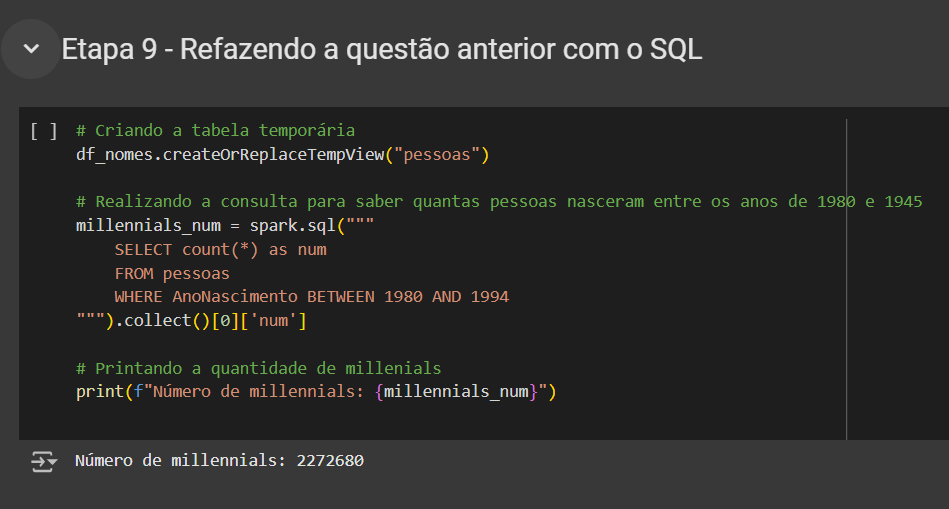 Etapa 9 - Refazendo a questão anterior com o SQL
[ ] # Criando a tabela temporária
df_nomes.createOrReplaceTempView("pessoas")
# Realizando a consulta para saber quantas pessoas nasceram entre os anos de 1980 e 1945
millennials_num = spark.sql("""
SELECT count(*) as num
FROM pessoas
WHERE AnoNascimento BETWEEN 1980 AND 1994
""").collect()[0]['num']
# Printando a quantidade de millenials
print(f"Número de millennials: {millennials_num}")
Número de millennials: 2272680